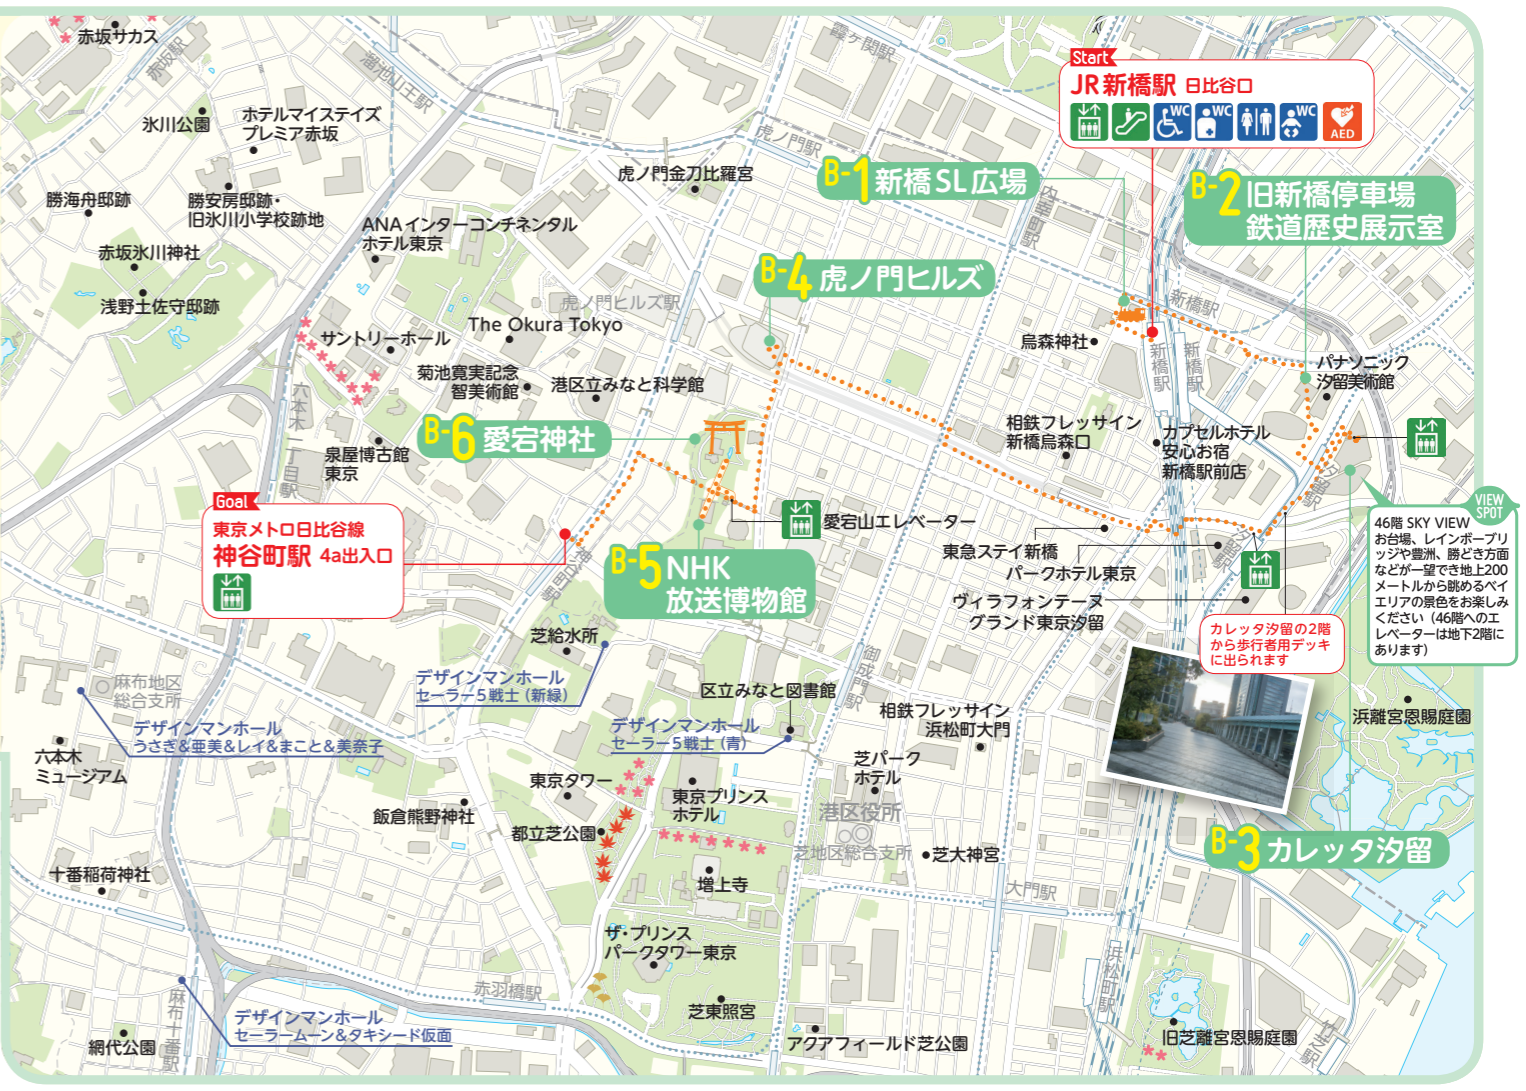 赤坂サカス
赤坂駅
溜池山王駅
霞ヶ関駅
Start
JR新橋駅 日比谷口
WC
WC
WC
AED
氷川公園
ホテルマイステイズ
プレミア赤坂
虎ノ門駅
虎ノ門金刀比羅宮
B-1 新橋SL広場
内幸町駅
B-2 旧新橋停車場
鉄道歴史展示室
勝海舟邸跡
勝安房邸跡・
旧氷川小学校跡地
ANAインターコンチネンタル
ホテル東京
赤坂氷川神社
浅野土佐守邸跡
B-4 虎ノ門ヒルズ
虎ノ門ヒルズ駅
The Okura Tokyo
サントリーホール
新橋駅
烏森神社
新橋駅
新橋駅
パナソニック
汐留美術館
菊池寛実記念
智美術館
港区立みなと科学館
六本木一丁目駅
B-6 愛宕神社
相鉄フレッサイン
新橋烏森口
カプセルホテル
安心お宿
新橋駅前店
泉屋博古館
東京
汐留駅
VIEW
SPOT
46階 SKY VIEW
お台場、レインボーブリ
ッジや豊洲、勝どき方面
などが一望でき地上200
メートルから眺めるベイ
エリアの景色をお楽しみ
ください（46階へのエ
レベーターは地下2階に
あります）
Goal
東京メトロ日比谷線
神谷町駅 4a出入口
愛宕山エレベーター
神谷町駅
B-5 NHK
放送博物館
東急ステイ新橋
パークホテル東京
汐留駅
ヴィラフォンテーヌ
グランド東京汐留
カレッタ汐留の2階
から歩行者用デッキ
に出られます
芝給水所
御成門駅
麻布地区
総合支所
デザインマンホール
セーラー5戦士（新緑）
区立みなと図書館
デザインマンホール
うさぎ&亜美&レイ&まこと&美奈子
デザインマンホール
セーラー5戦士（青）
相鉄フレッサイン
浜松町大門
浜離宮恩賜庭園
六本木
ミュージアム
東京タワー
東京プリンス
ホテル
芝パーク
ホテル
飯倉熊野神社
都立芝公園
港区役所
芝地区総合支所
芝大神宮
B-3 カレッタ汐留
十番稲荷神社
増上寺
大門駅
ザ・プリンス
パークタワー東京
浜松町駅
赤羽橋駅
麻布十番駅
デザインマンホール
セーラームーン&タキシード仮面
芝東照宮
網代公園
アクアフィールド芝公園
旧芝離宮恩賜庭園
竹芝駅